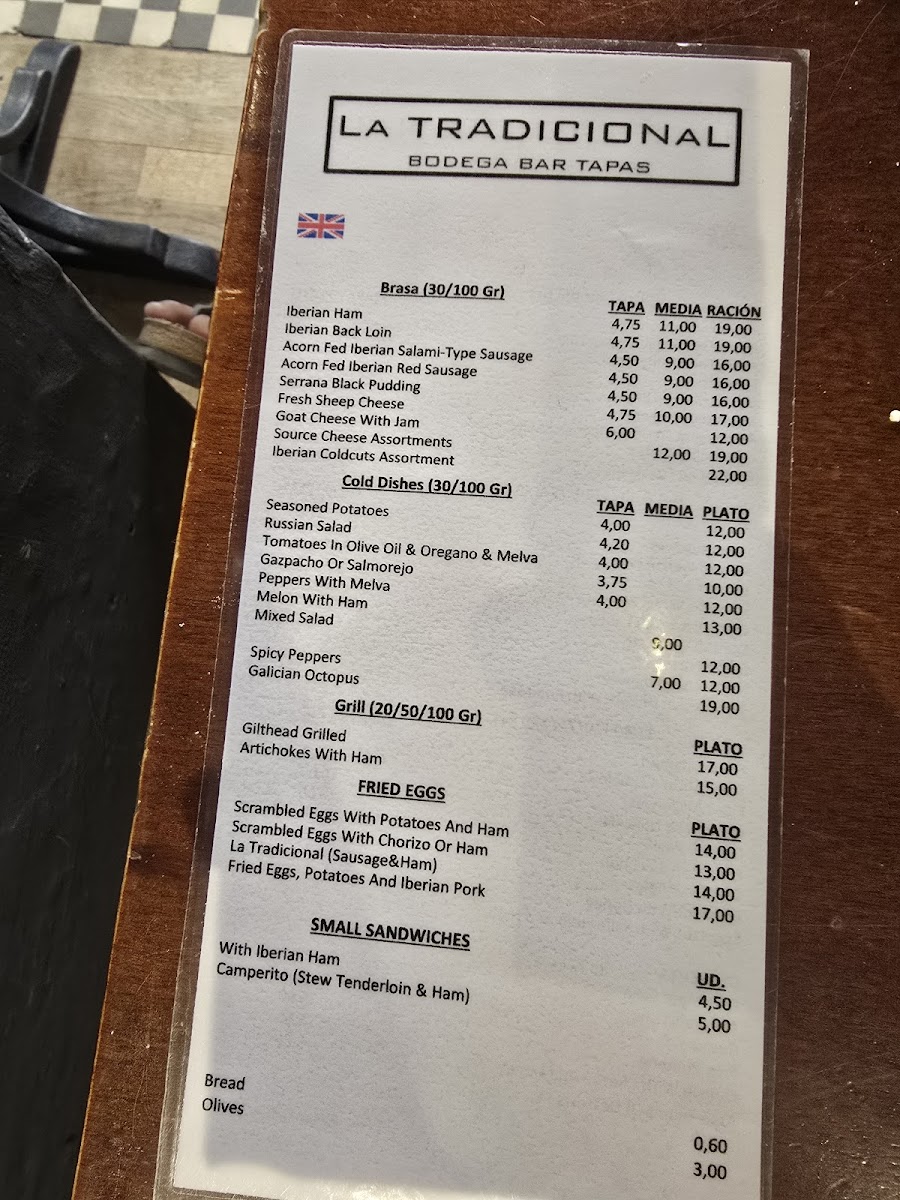 LA TRADICIONAL
BODEGA BAR TAPAS
Brasa (30/100 Gr) TAPA MEDIA RACIÓN
Iberian Ham 4,75 11,00 19,00
Iberian Back Loin 4,75 11,00 19,00
Acorn Fed Iberian Salami-Type Sausage 4,50 9,00 16,00
Acorn Fed Iberian Red Sausage 4,50 9,00 16,00
Serrana Black Pudding 4,50 9,00 16,00
Fresh Sheep Cheese 4,75 10,00 17,00
Goat Cheese With Jam 6,00 12,00
Source Cheese Assortments 12,00 19,00
Iberian Coldcuts Assortment 22,00
Cold Dishes (30/100 Gr) TAPA MEDIA PLATO
Seasoned Potatoes 4,00 12,00
Russian Salad 4,20 12,00
Tomatoes In Olive Oil & Oregano & Melva 4,00 12,00
Gazpacho Or Salmorejo 3,75 10,00
Peppers With Melva 4,00 12,00
Melon With Ham 13,00
Mixed Salad 9,00
12,00
Spicy Peppers 7,00 12,00
Galician Octopus 19,00
Grill (20/50/100 Gr) PLATO
Gilthead Grilled 17,00
Artichokes With Ham 15,00
FRIED EGGS PLATO
Scrambled Eggs With Potatoes And Ham 14,00
Scrambled Eggs With Chorizo Or Ham 13,00
La Tradicional (Sausage&Ham) 14,00
Fried Eggs, Potatoes And Iberian Pork 17,00
SMALL SANDWICHES UD.
With Iberian Ham 4,50
Camperito (Stew Tenderloin & Ham) 5,00
Bread 0,60
Olives 3,00